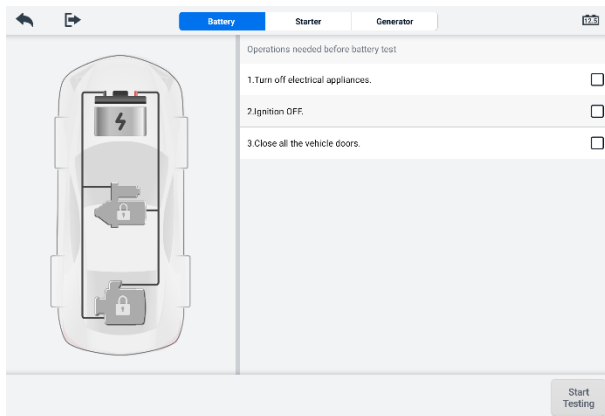 Battery
Starter
Generator
12.5
Operations needed before battery test
1.Turn off electrical appliances.
2.Ignition OFF.
3.Close all the vehicle doors.
Start
Testing